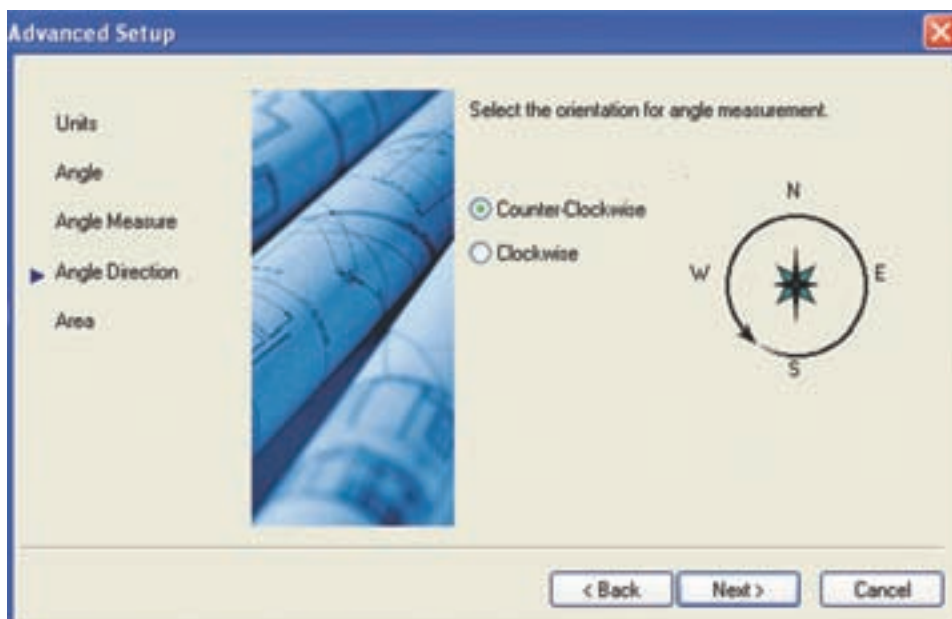 Advanced Setup
Units
Angle
Angle Measure
Angle Direction
Area
Select the orientation for angle measurement.
Counter-Clockwise
Clockwise
N
W
E
S
< Back
Next >
Cancel